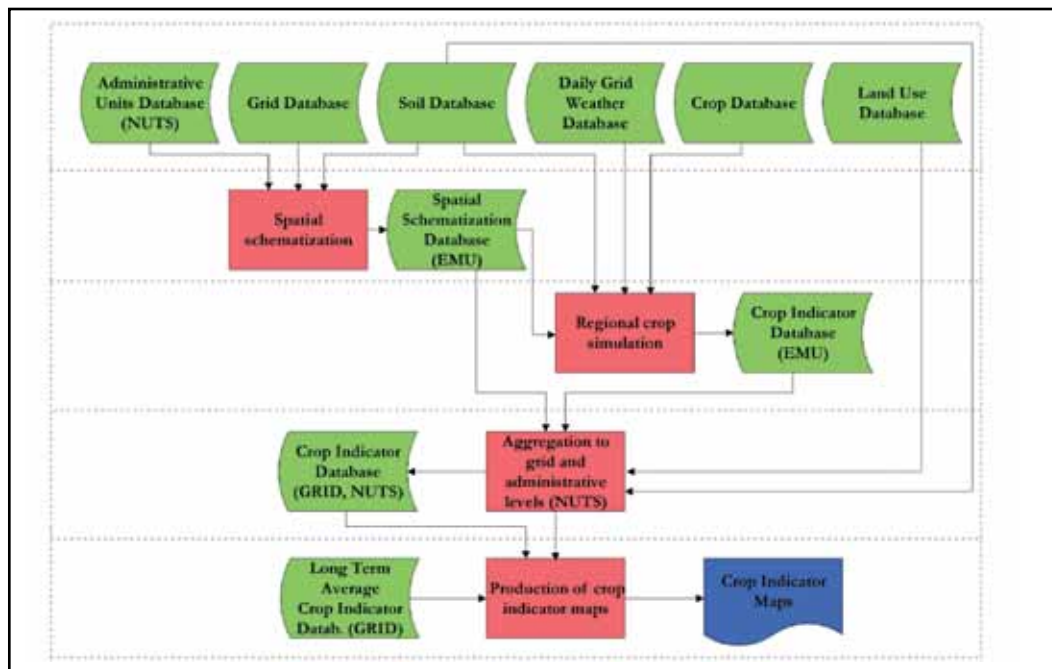 Administrative
Units Database
(NUTS)
Grid Database
Soil Database
Daily Grid
Weather
Database
Crop Database
Land Use
Database
Spatial
schematization
Spatial
Schematization
Database
(EMU)
Regional crop
simulation
Crop Indicator
Database
(EMU)
Crop Indicator
Database
(GRID, NUTS)
Aggregation to
grid and
administrative
levels (NUTS)
Long Term
Average
Crop Indicator
Datab. (GRID)
Production of crop
indicator maps
Crop Indicator
Maps